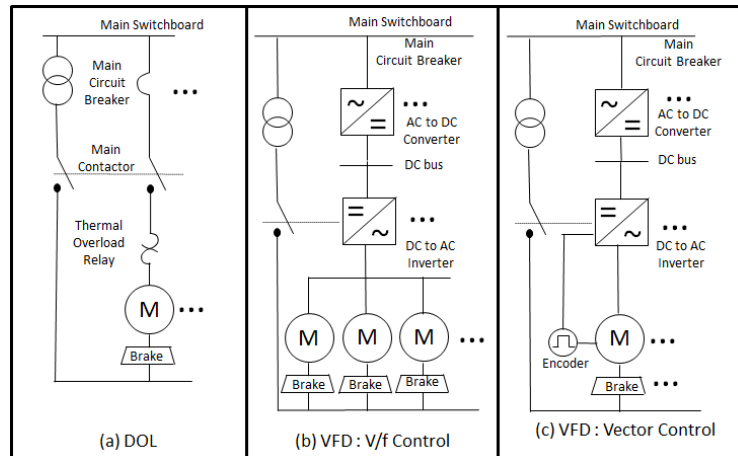 Main Switchboard
Main
Circuit
Breaker
...
Main
Contactor
Thermal
Overload
Relay
M
...
Brake
(a) DOL
Main Switchboard
Main
Circuit Breaker
...
AC to DC
Converter
DC bus
...
DC to AC
Inverter
M M M ...
Brake Brake Brake
(b) VFD : V/f Control
Main Switchboard
Main
Circuit Breaker
...
AC to DC
Converter
DC bus
...
DC to AC
Inverter
M ...
Encoder
Brake ...
(c) VFD : Vector Control